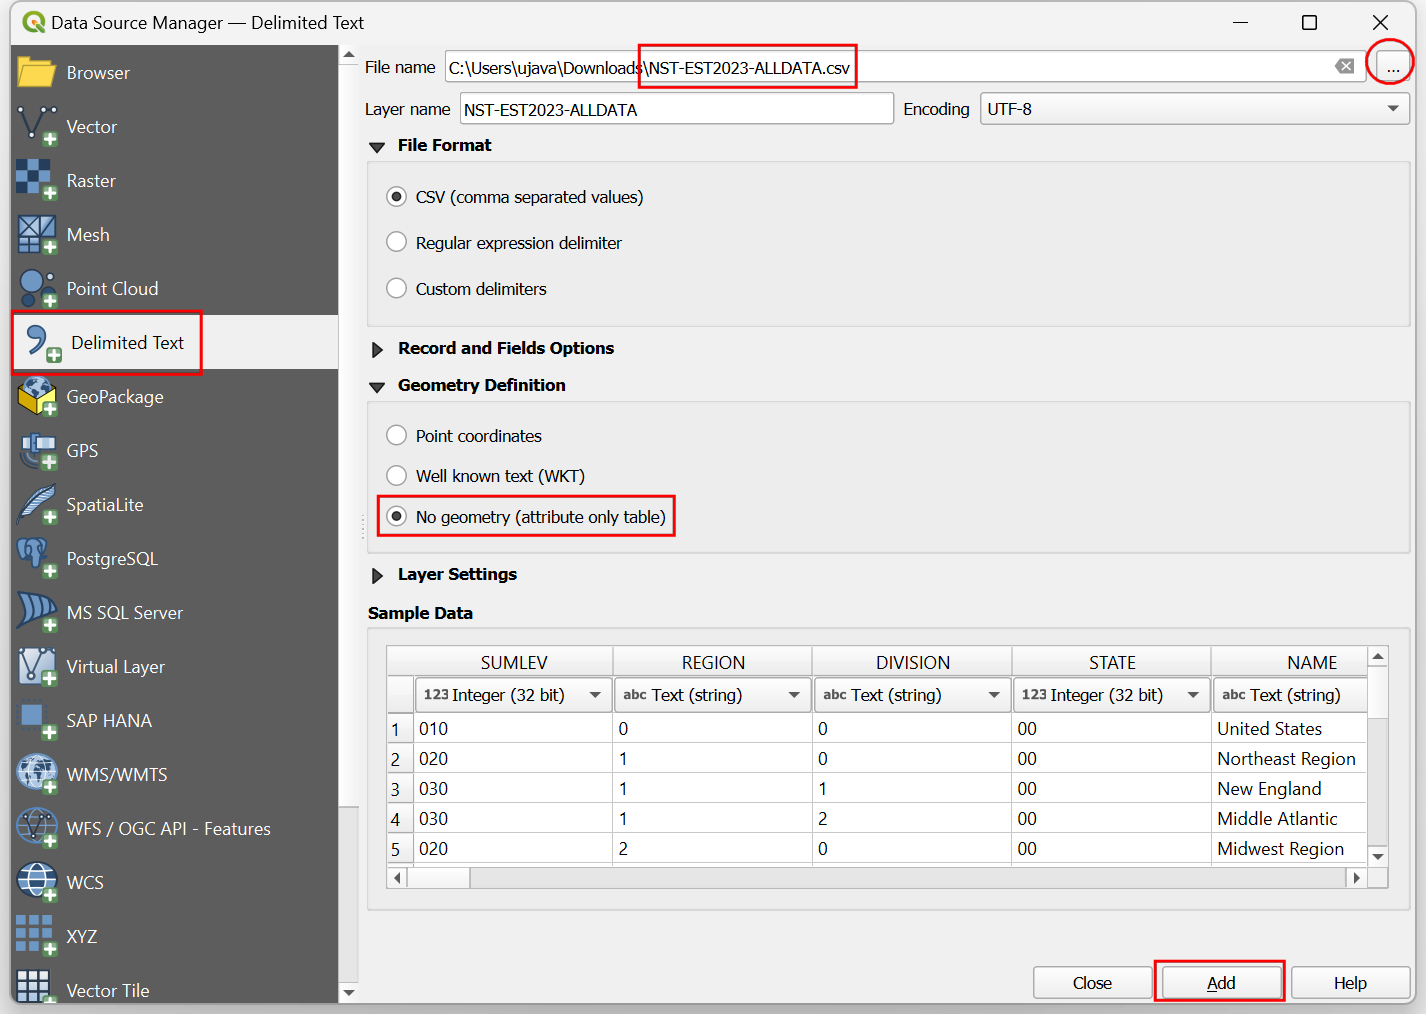 Data Source Manager — Delimited Text
Browser
Vector
Raster
Mesh
Point Cloud
Delimited Text
GeoPackage
GPS
SpatiaLite
PostgreSQL
MS SQL Server
Virtual Layer
SAP HANA
WMS/WMTS
WFS / OGC API - Features
WCS
XYZ
Vector Tile
File name C:\Users\ujava\Downloads\NST-EST2023-ALLDATA.csv ...
Layer name NST-EST2023-ALLDATA Encoding UTF-8
File Format
CSV (comma separated values)
Regular expression delimiter
Custom delimiters
Record and Fields Options
Geometry Definition
Point coordinates
Well known text (WKT)
No geometry (attribute only table)
Layer Settings
Sample Data
SUMLEV REGION DIVISION STATE NAME
123 Integer (32 bit) abc Text (string) abc Text (string) 123 Integer (32 bit) abc Text (string)
1 010 0 0 00 United States
2 020 1 0 00 Northeast Region
3 030 1 1 00 New England
4 030 1 2 00 Middle Atlantic
5 020 2 0 00 Midwest Region
Close Add Help